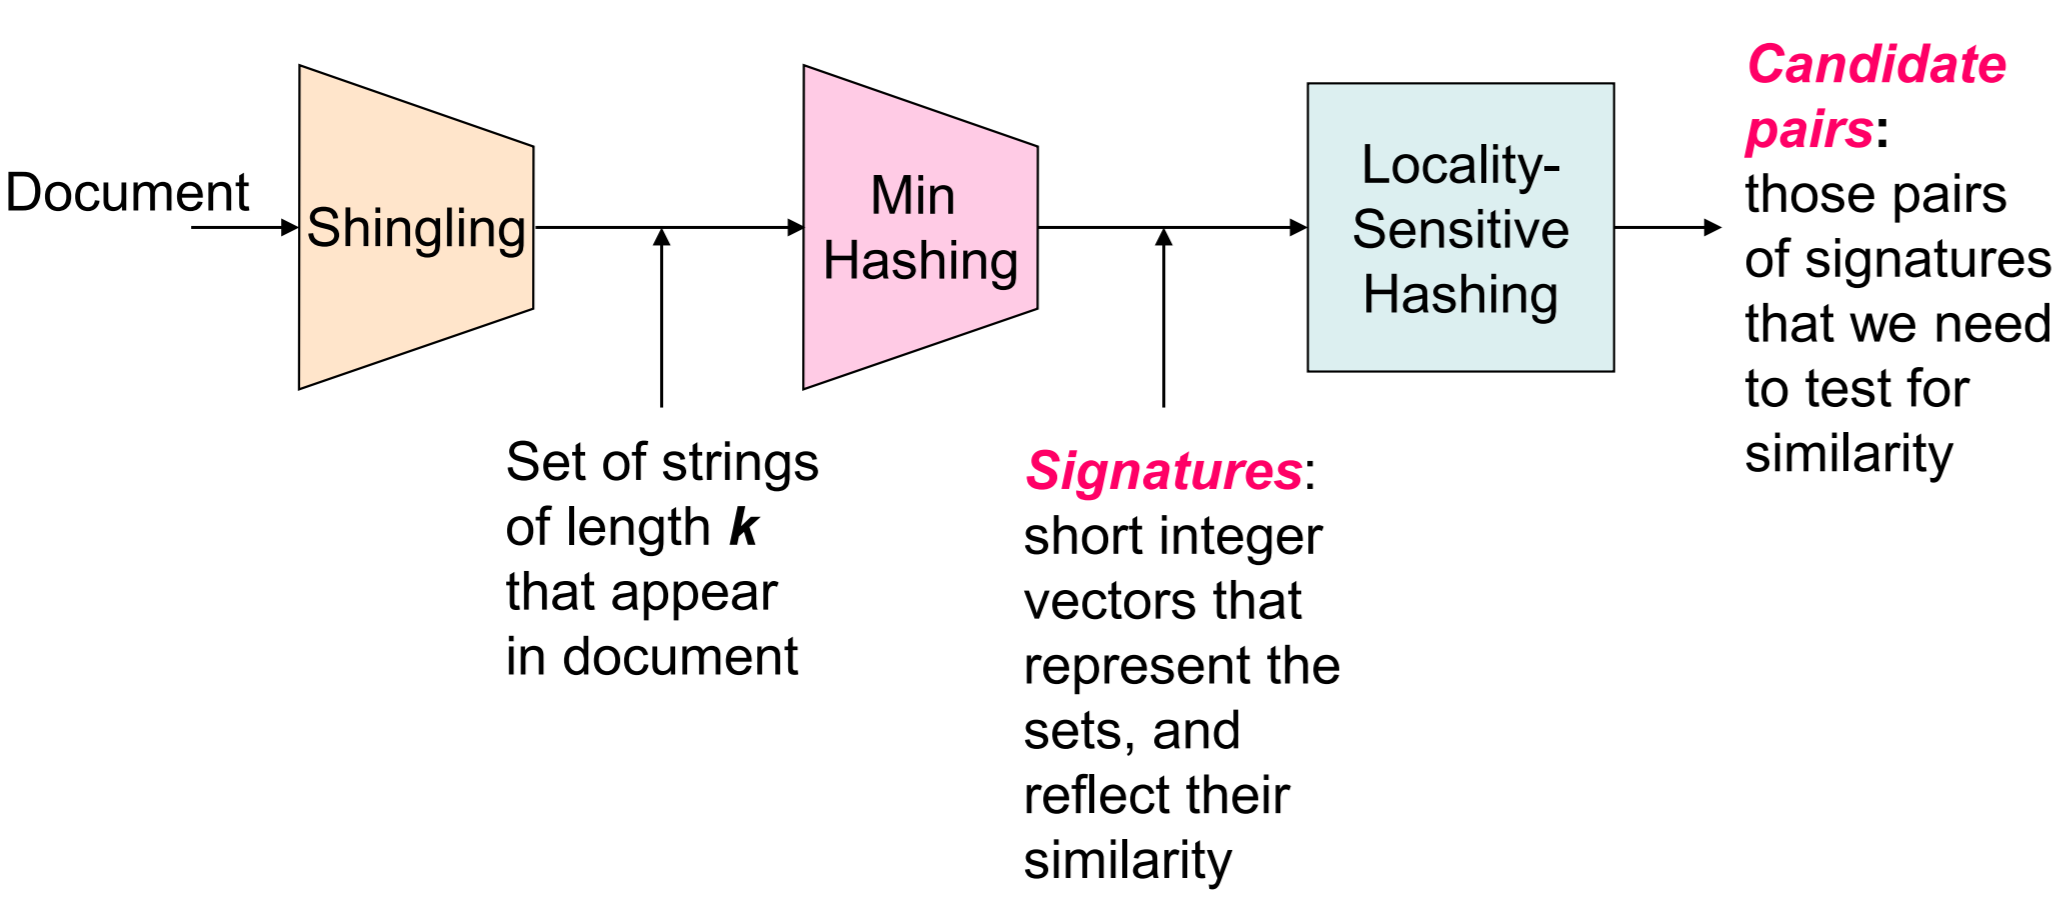 Document
Shingling
Set of strings
of length k
that appear
in document
Min
Hashing
Signatures:
short integer
vectors that
represent the
sets, and
reflect their
similarity
Locality-
Sensitive
Hashing
Candidate
pairs:
those pairs
of signatures
that we need
to test for
similarity